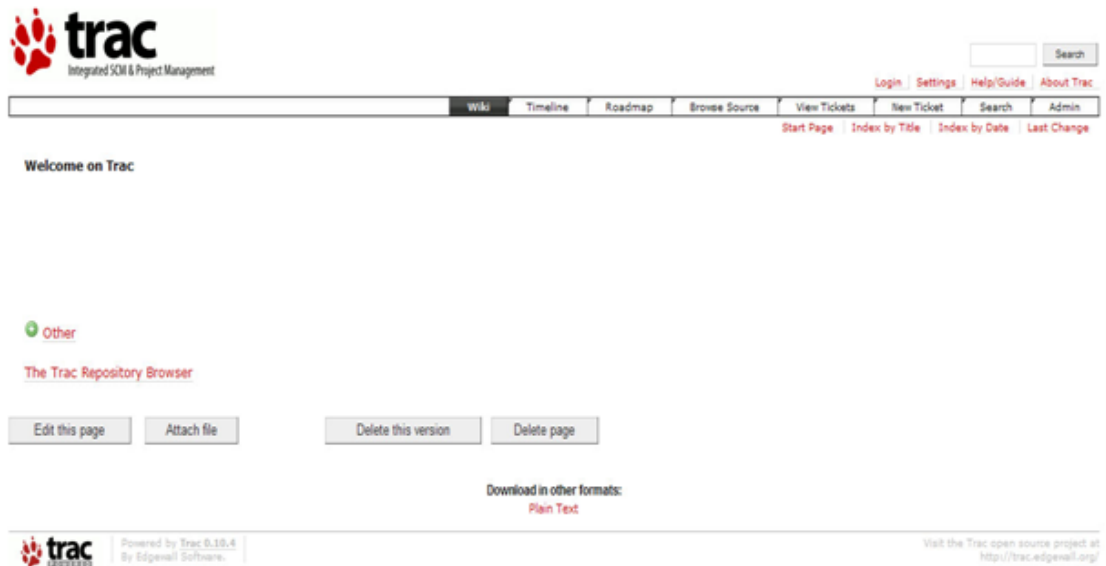 trac
Integrated SCM & Project Management
Search
Login Settings Help/Guide About Trac
Wiki Timeline Roadmap Browse Source View Tickets New Ticket Search Admin
Start Page Index by Title Index by Date Last Change
Welcome on Trac
Other
The Trac Repository Browser
Edit this page Attach file Delete this version Delete page
Download in other formats:
Plain Text
trac
POWERED
Powered by Trac 0.10.4
By Edgewall Software.
Visit the Trac open source project at
http://trac.edgewall.org/